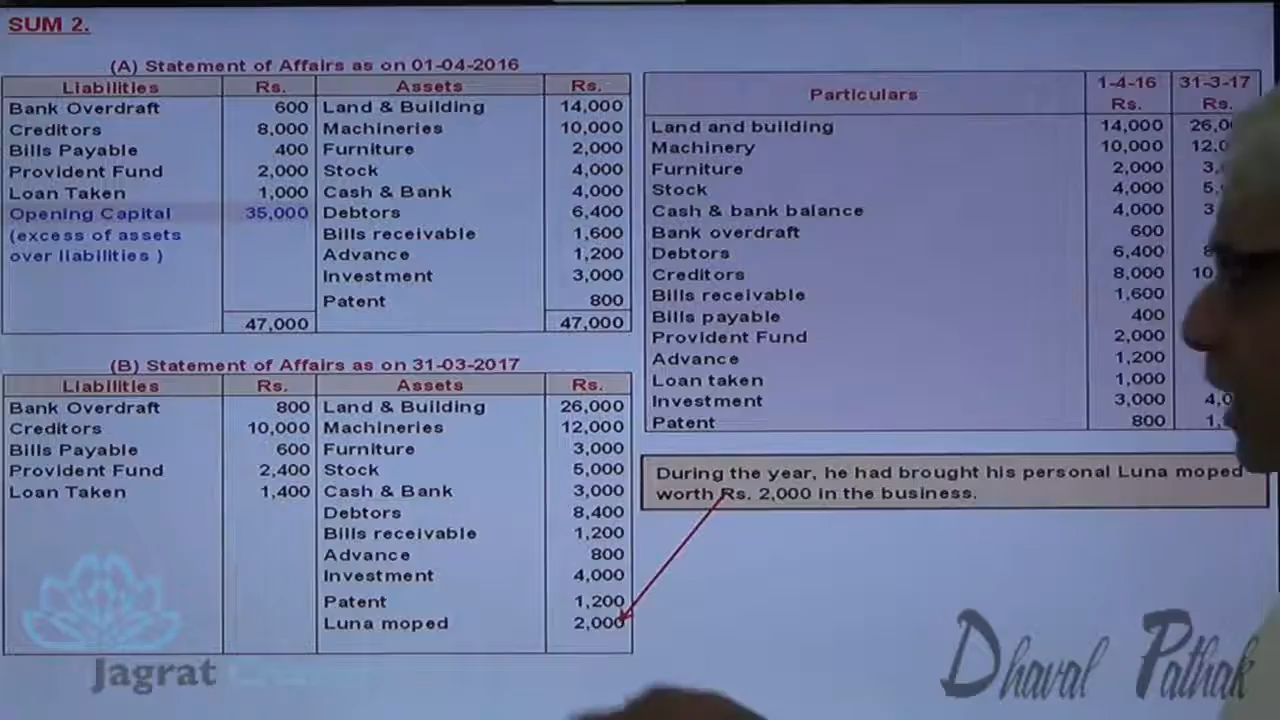 SUM 2.
(A) Statement of Affairs as on 01-04-2016
Liabilities Rs. Assets Rs.
Bank Overdraft 600 Land & Building 14,000
Creditors 8,000 Machineries 10,000
Bills Payable 400 Furniture 2,000
Provident Fund 2,000 Stock 4,000
Loan Taken 1,000 Cash & Bank 4,000
Opening Capital 35,000 Debtors 6,400
(excess of assets Bills receivable 1,600
over liabilities ) Advance 1,200
Investment 3,000
Patent 800
47,000 47,000
(B) Statement of Affairs as on 31-03-2017
Liabilities Rs. Assets Rs.
Bank Overdraft 800 Land & Building 26,000
Creditors 10,000 Machineries 12,000
Bills Payable 600 Furniture 3,000
Provident Fund 2,400 Stock 5,000
Loan Taken 1,400 Cash & Bank 3,000
Debtors 8,400
Bills receivable 1,200
Advance 800
Investment 4,000
Patent 1,200
Luna moped 2,000
Particulars 1-4-16 31-3-17
Rs. Rs.
Land and building 14,000
Machinery 10,000
Furniture 2,000
Stock 4,000
Cash & bank balance 4,000
Bank overdraft 600
Debtors 6,400
Creditors 8,000
Bills receivable 1,600
Bills payable 400
Provident Fund 2,000
Advance 1,200
Loan taken 1,000
Investment 3,000
Patent 800
During the year, he had brought his personal Luna moped
worth Rs. 2,000 in the business.
Jagrat
Dhaval Pathak